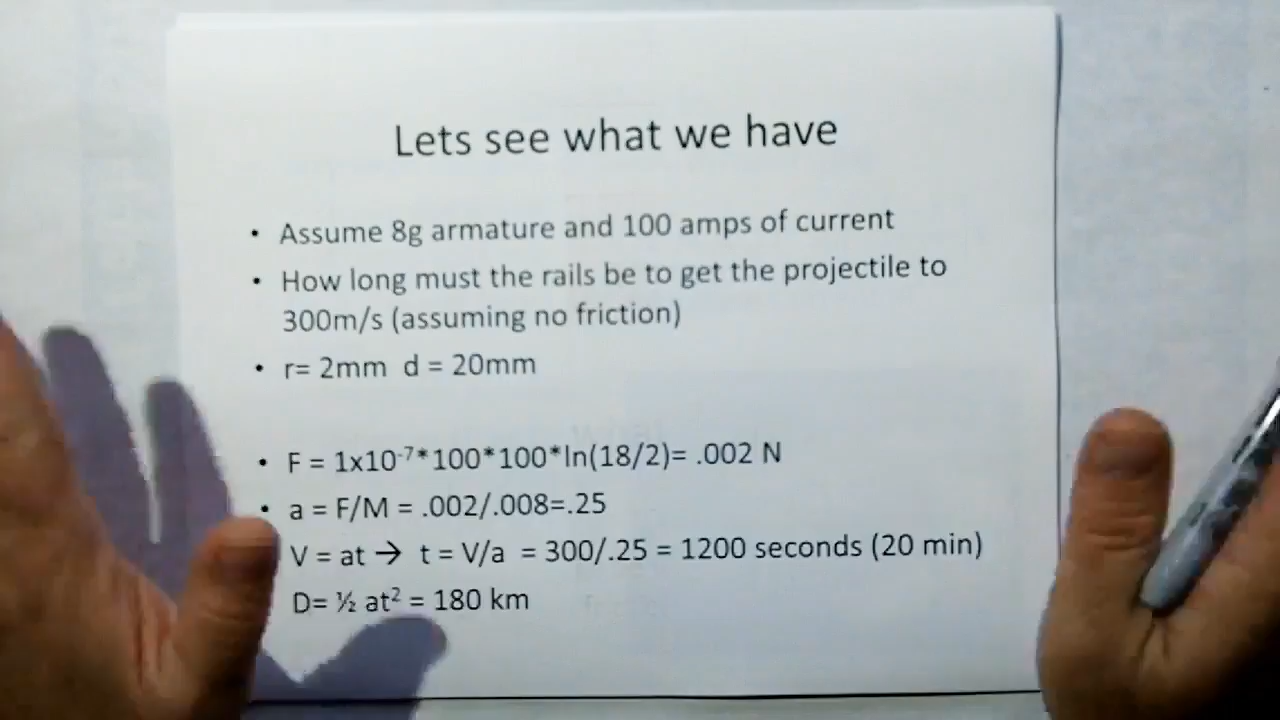 Lets see what we have
• Assume 8g armature and 100 amps of current
• How long must the rails be to get the projectile to
300m/s (assuming no friction)
• r= 2mm d = 20mm
• F = 1x10⁻⁷*100*100*ln(18/2)= .002 N
• a = F/M = .002/.008=.25
V = at → t = V/a = 300/.25 = 1200 seconds (20 min)
D= ½ at² = 180 km